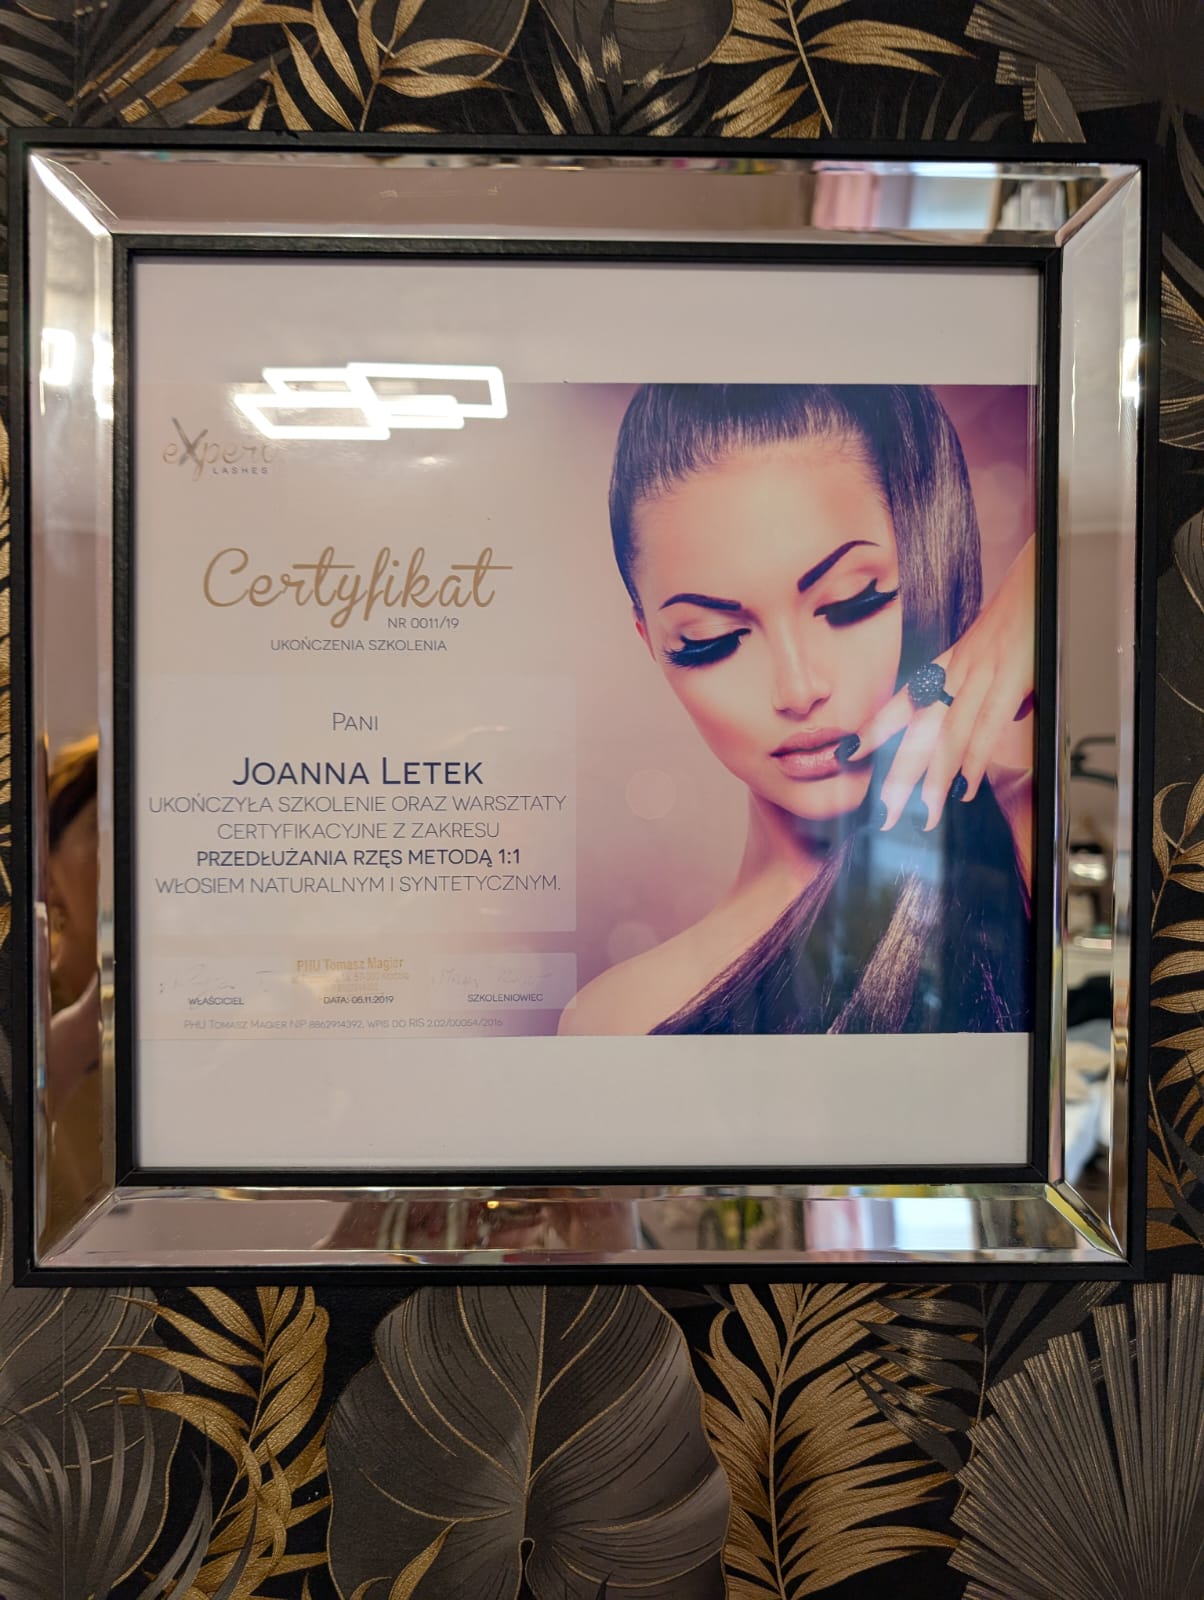 eXpert
LASHES
Certyfikat
NR 0011/19
UKOŃCZENIA SZKOLENIA
PANI
JOANNA LETEK
UKOŃCZYŁA SZKOLENIE ORAZ WARSZTATY
CERTYFIKACYJNE Z ZAKRESU
PRZEDŁUŻANIA RZĘS METODĄ 1:1
WŁOSIEM NATURALNYM I SYNTETYCZNYM.
PHU Tomasz Magier
WŁAŚCICIEL
DATA: 05.11.2019
SZKOLENIOWIEC
PHU TOMASZ MAGIER NIP 8862914392, WPIS DO RIS 2.02/00054/2016